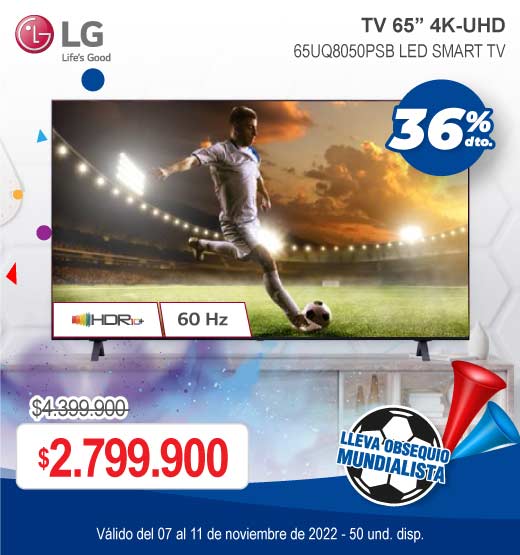 LG
Life's Good
TV 65” 4K-UHD
65UQ8050PSB LED SMART TV
36% dto.
HDR10+
60 Hz
$4.399.900
$2.799.900
LLEVA OBSEQUIO
MUNDIALISTA
Válido del 07 al 11 de noviembre de 2022 - 50 und. disp.